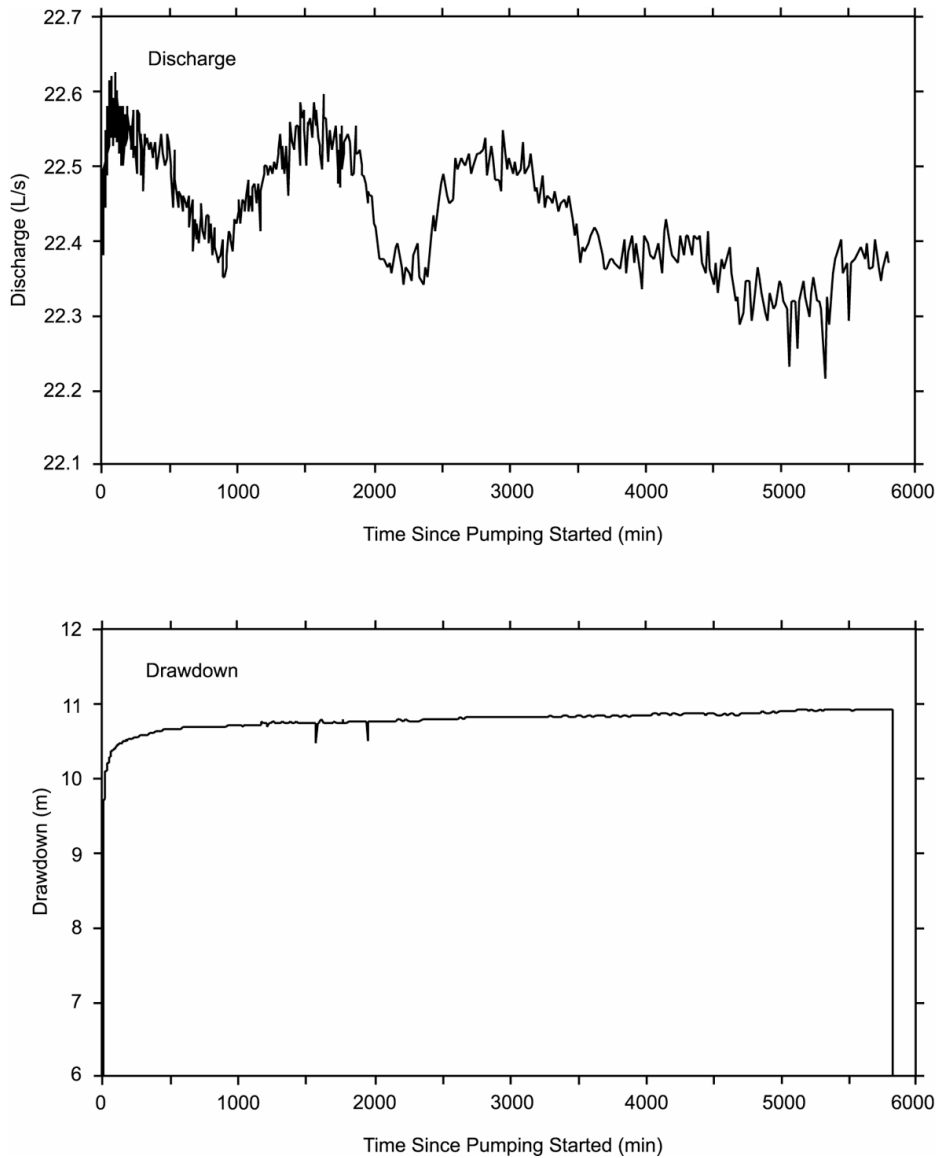 22.7
Discharge
22.6
22.5
22.4
22.3
22.2
22.1
Discharge (L/s)
0 1000 2000 3000 4000 5000 6000
Time Since Pumping Started (min)
12
Drawdown
11
10
9
8
7
6
Drawdown (m)
0 1000 2000 3000 4000 5000 6000
Time Since Pumping Started (min)